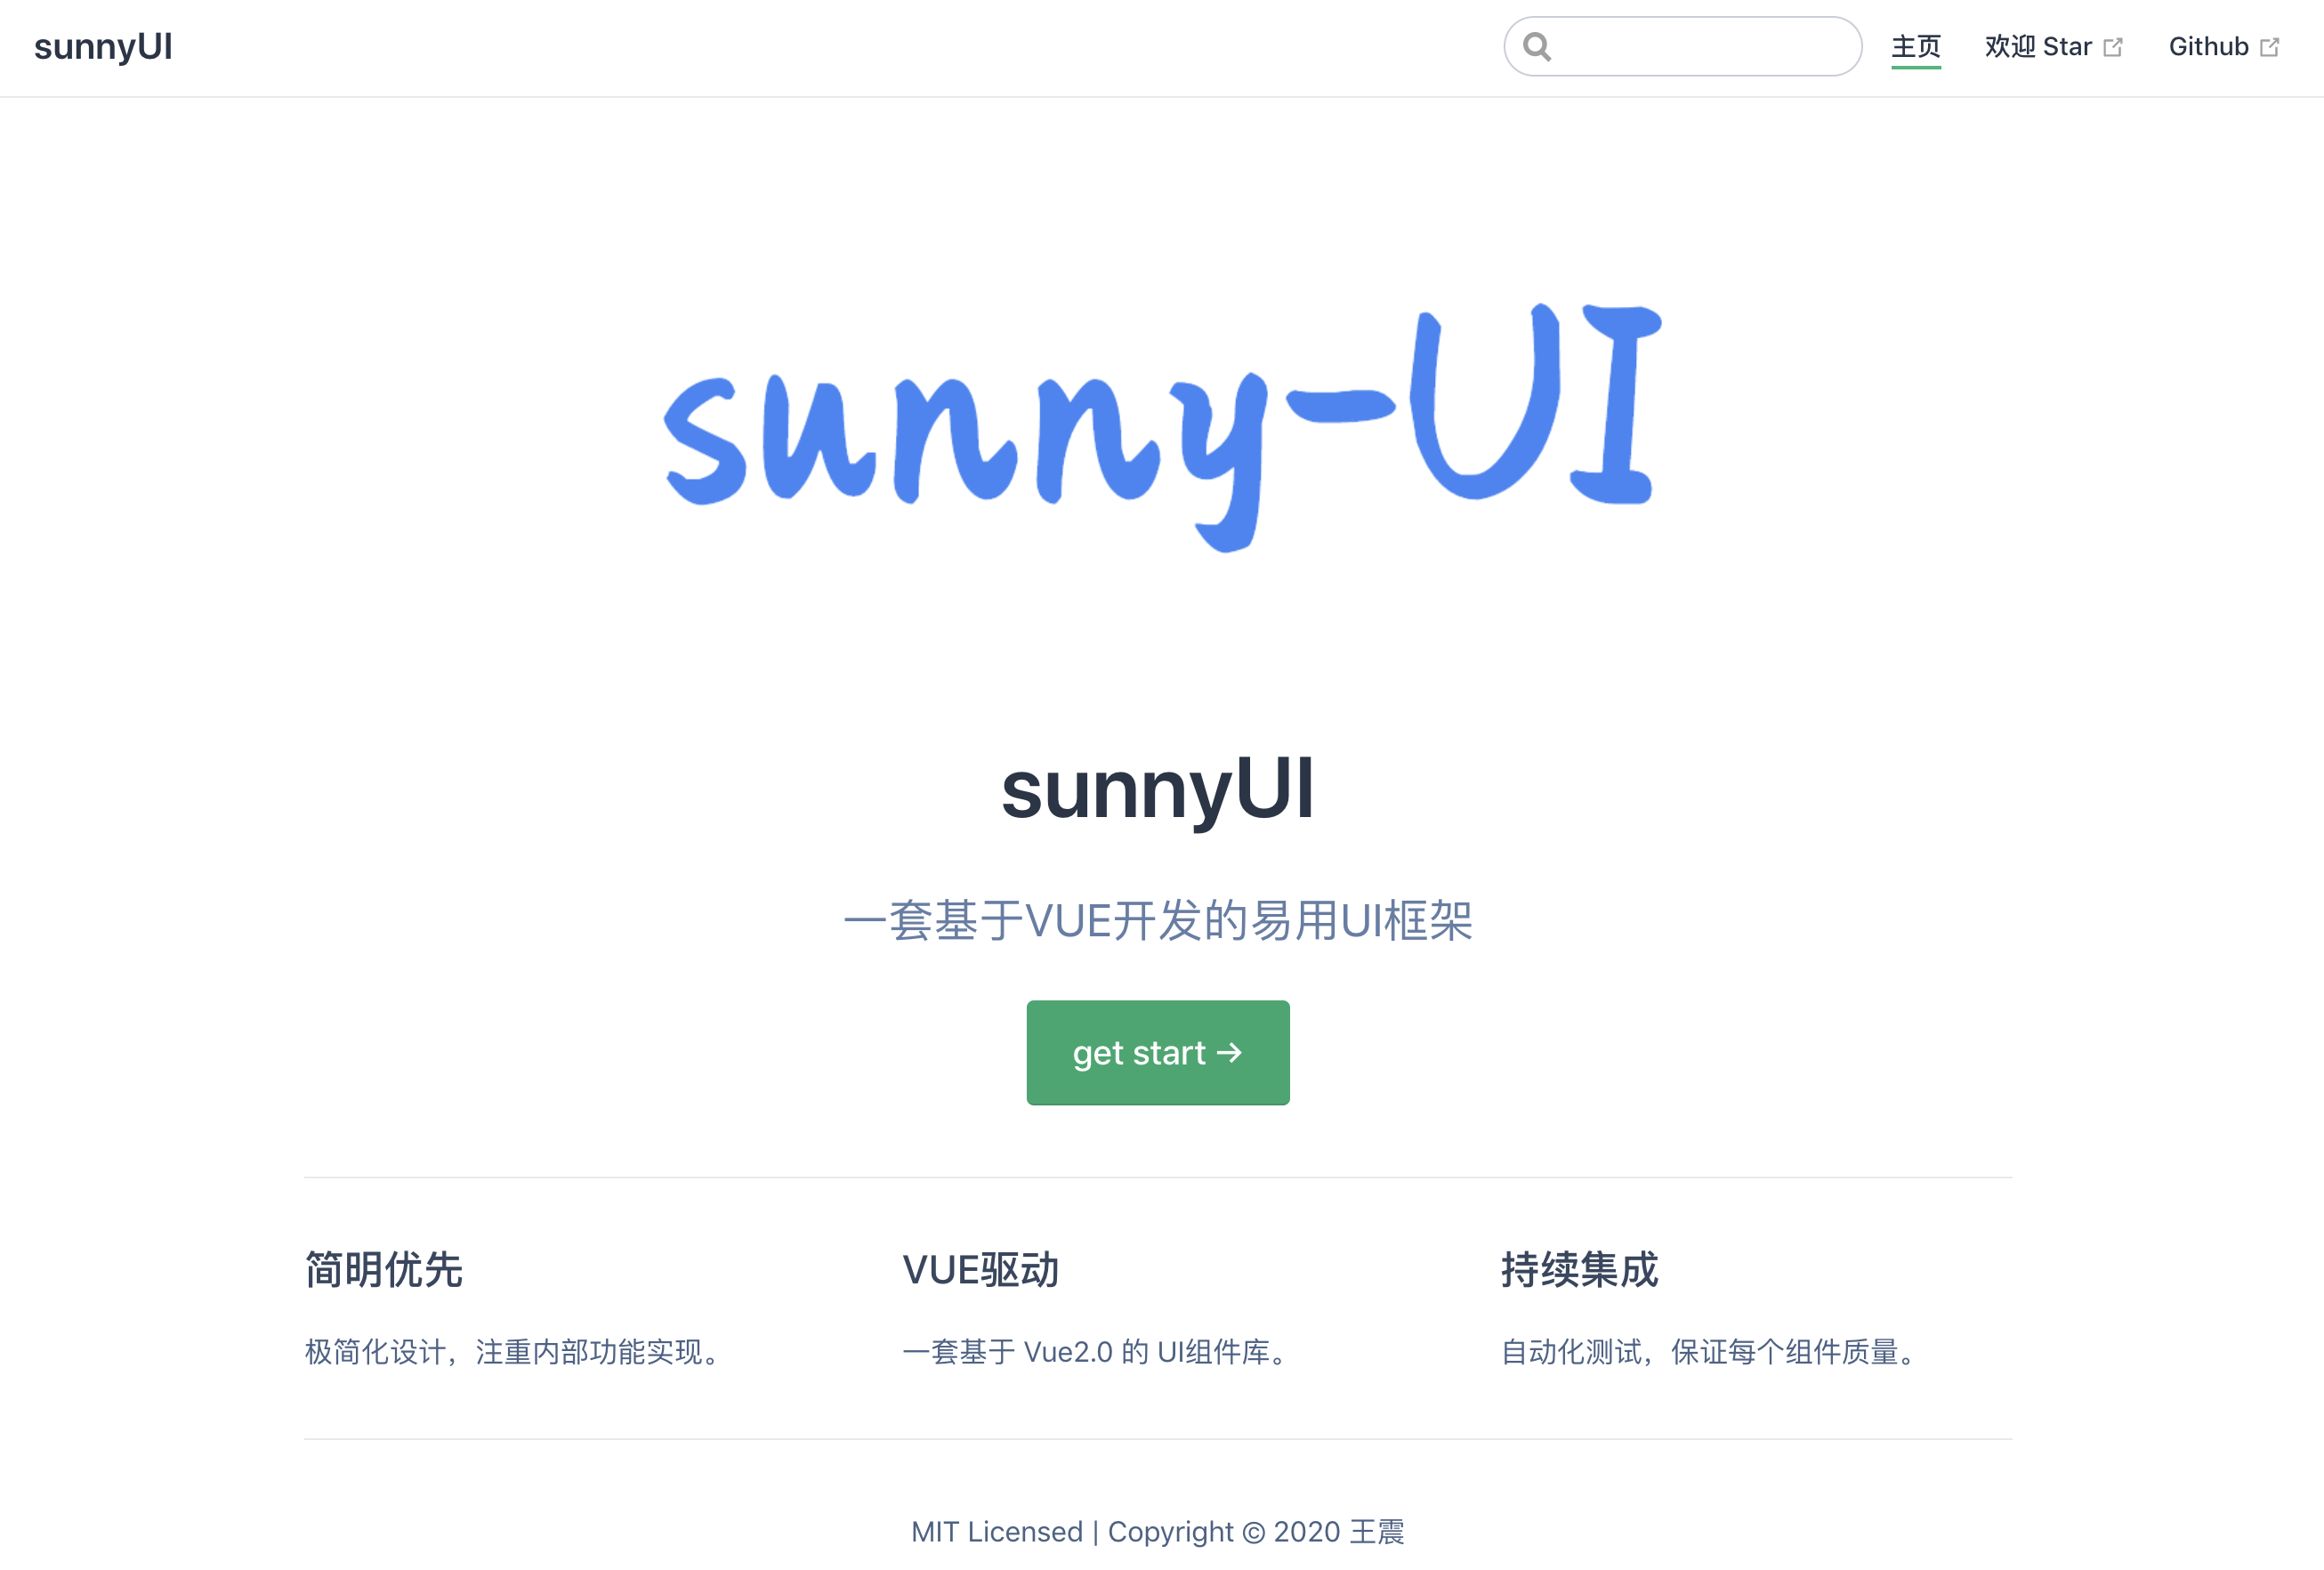 sunnyUI
主页 欢迎 Star Github
sunny-UI
sunnyUI
一套基于VUE开发的易用UI框架
get start →
简明优先
极简化设计，注重内部功能实现。
VUE驱动
一套基于 Vue2.0 的 UI组件库。
持续集成
自动化测试，保证每个组件质量。
MIT Licensed | Copyright © 2020 王震